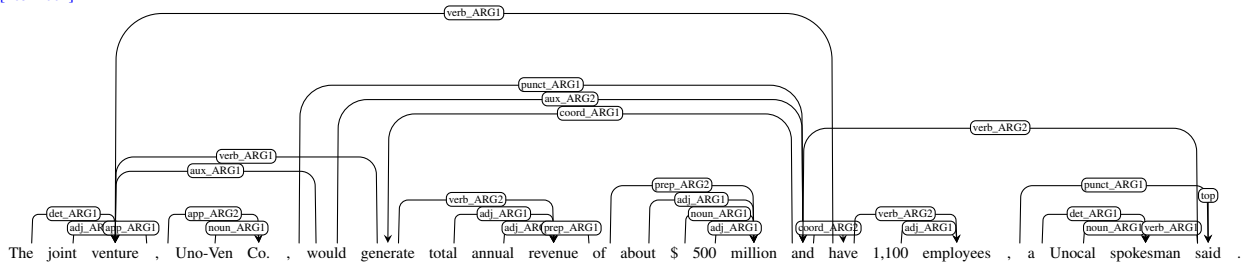 verb_ARG1
punct_ARG1
aux_ARG2
coord_ARG1
verb_ARG2
verb_ARG1
aux_ARG1
prep_ARG2 punct_ARG1
top
verb_ARG2 adj_ARG1
det_ARG1 app_ARG2 adj_ARG1 noun_ARG1 verb_ARG2 det_ARG1
app_ARG1 noun_ARG1 prep_ARG1 adj_ARG1 coord_ARG2 adj_ARG1 noun_ARG1 verb_ARG1
The joint venture , Uno-Ven Co. , would generate total annual revenue of about $ 500 million and have 1,100 employees , a Unocal spokesman said .